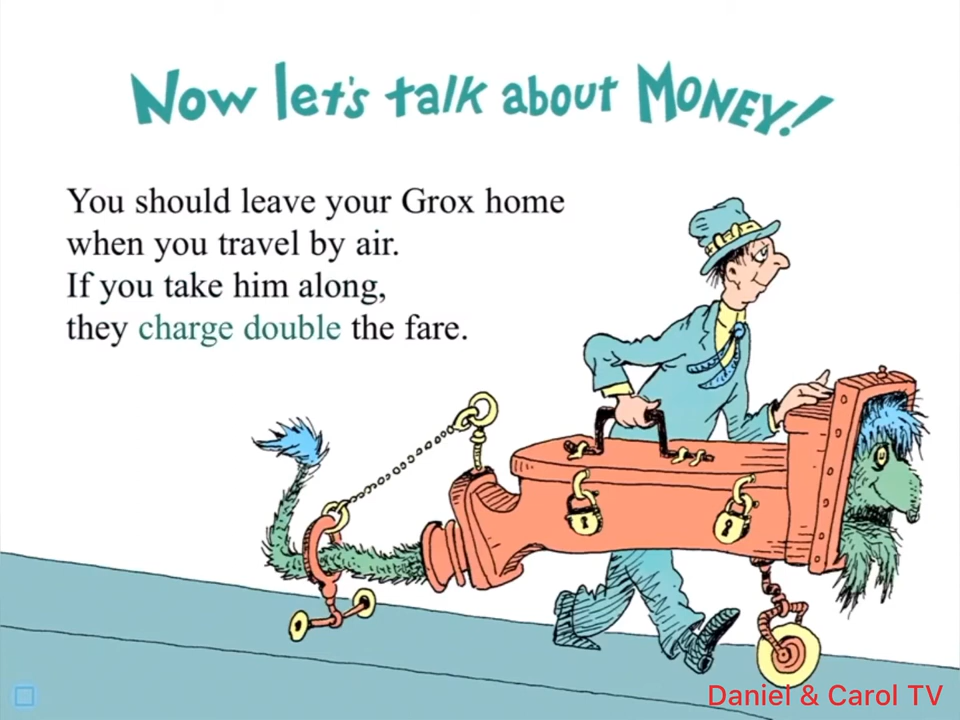 Now let's talk about MONEY!
You should leave your Grox home
when you travel by air.
If you take him along,
they charge double the fare.
Daniel & Carol TV